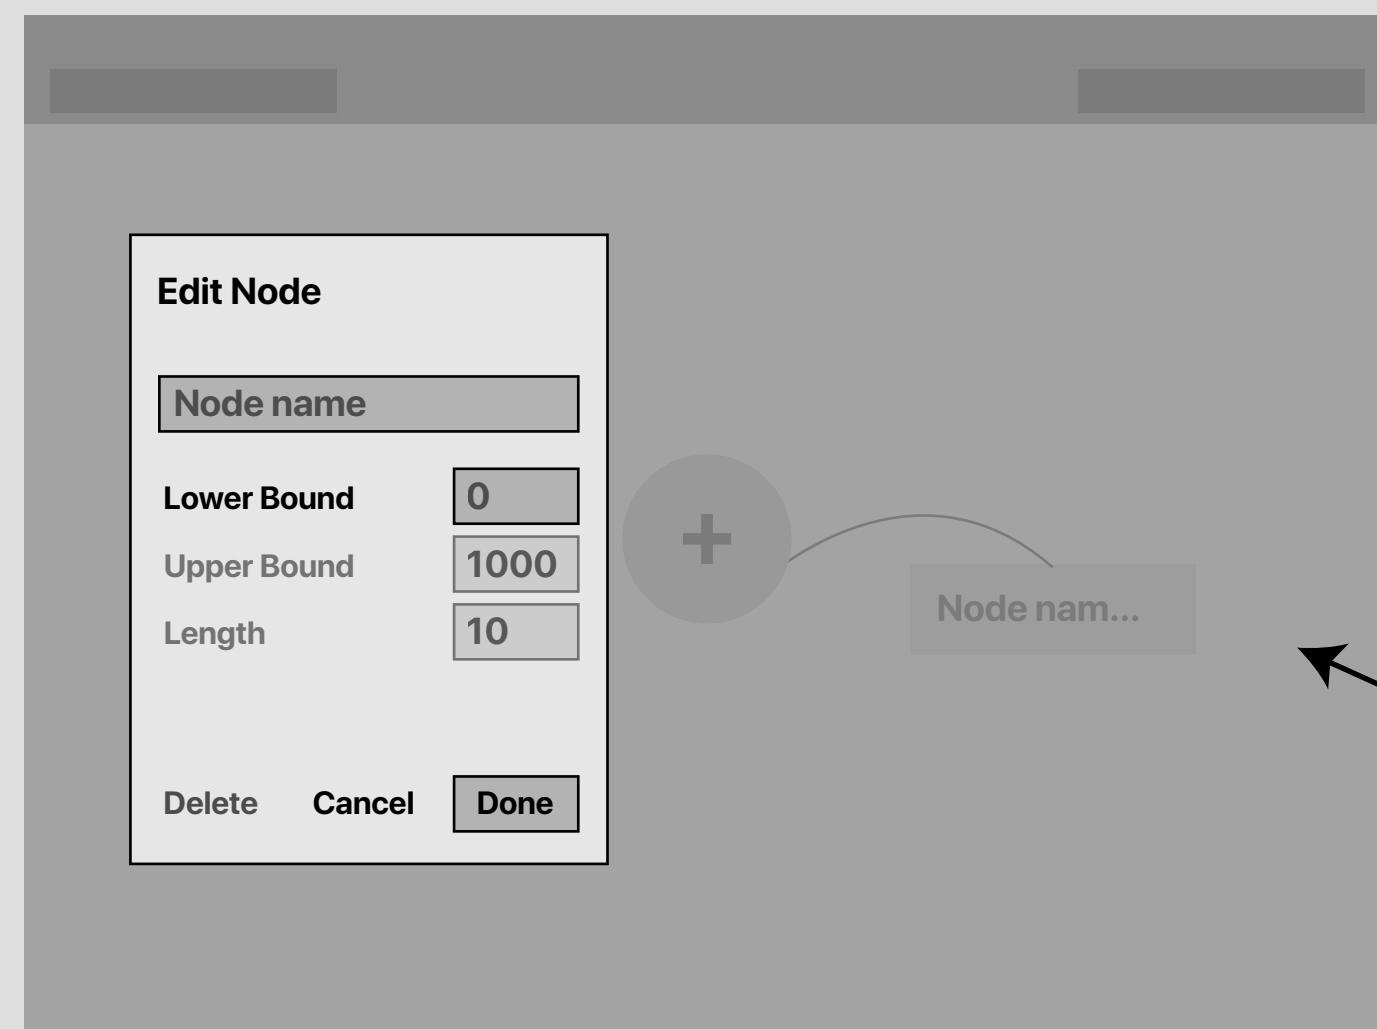 Edit Node
Node name
Lower Bound
0
Upper Bound
1000
Length
10
Delete
Cancel
Done
+
Node nam...